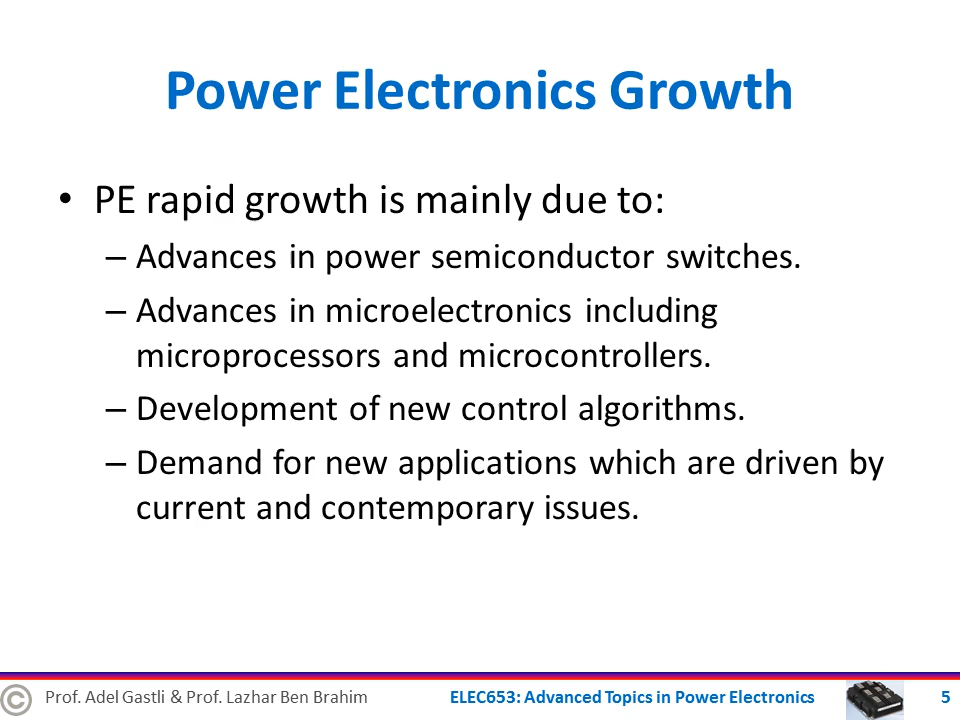 Power Electronics Growth
• PE rapid growth is mainly due to:
– Advances in power semiconductor switches.
– Advances in microelectronics including
microprocessors and microcontrollers.
– Development of new control algorithms.
– Demand for new applications which are driven by
current and contemporary issues.
© Prof. Adel Gastli & Prof. Lazhar Ben Brahim ELEC653: Advanced Topics in Power Electronics 5